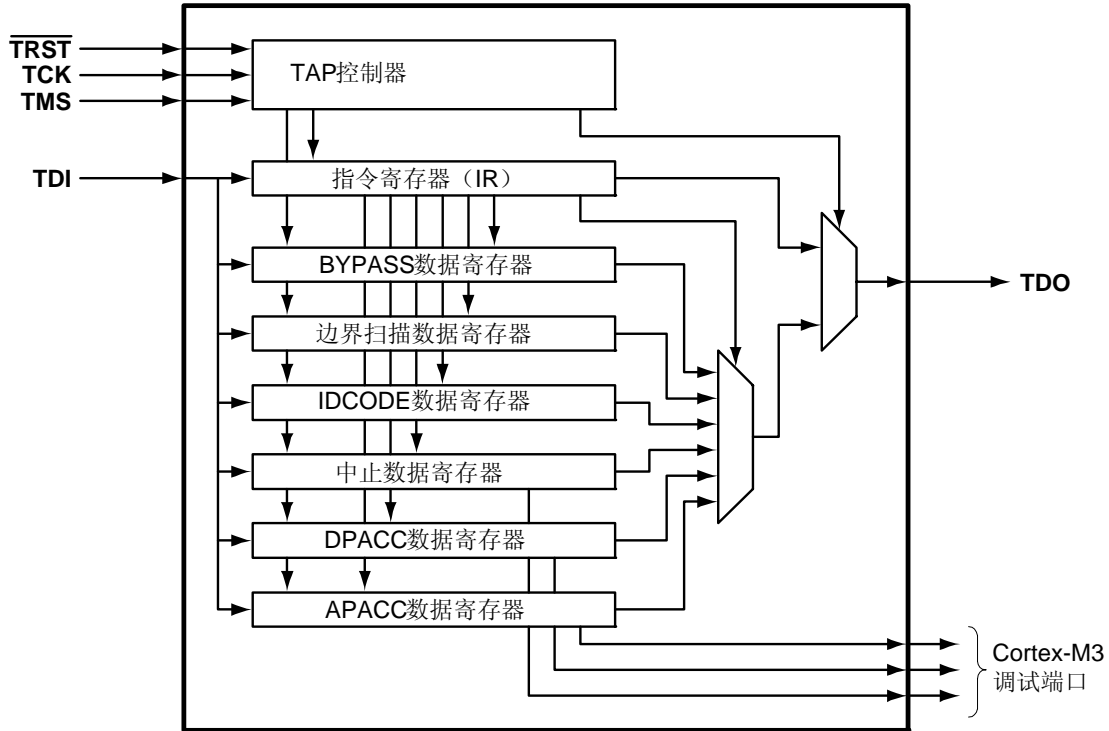 TRST
TCK
TMS
TAP控制器
TDI
指令寄存器（IR）
BYPASS数据寄存器
TDO
边界扫描数据寄存器
IDCODE数据寄存器
中止数据寄存器
DPACC数据寄存器
APACC数据寄存器
Cortex-M3
调试端口